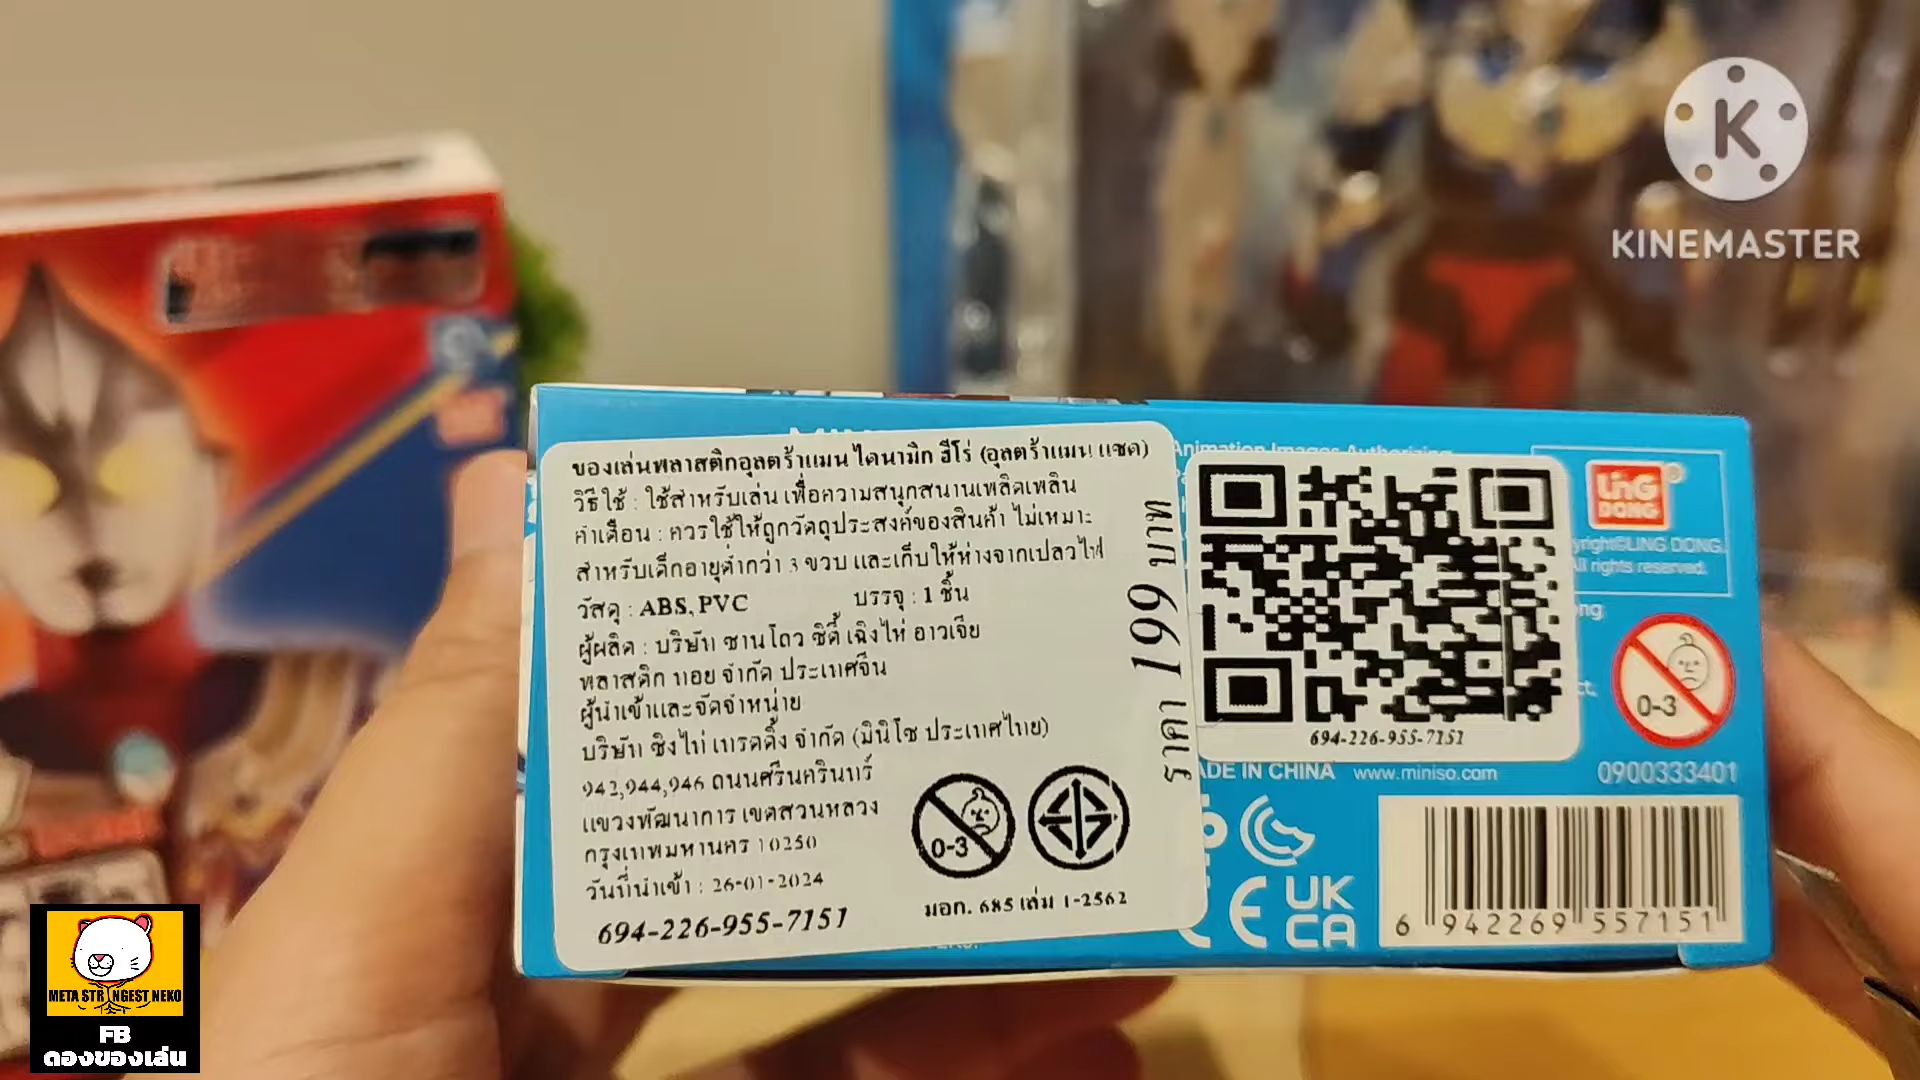 KINEMASTER
ของเล่นพลาสติกอุลตร้าแมน ไดนามิก ฮีโร่ (อุลตร้าแมน แซด)
วิธีใช้ : ใช้สำหรับเล่น เพื่อความสนุกสนานเพลิดเพลิน
คำเตือน : ควรใช้ให้ถูกวัตถุประสงค์ของสินค้า ไม่เหมาะ
สำหรับเด็กอายุต่ำกว่า 3 ขวบ และเก็บให้ห่างจากเปลวไฟ
วัสดุ : ABS, PVC บรรจุ : 1 ชิ้น
ผู้ผลิต : บริษัท ซานโถว ซิตี้ เฉิงไห่ อาวเจีย
พลาสติก ทอย จำกัด ประเทศจีน
ผู้นำเข้าและจัดจำหน่าย
บริษัท ซิงไท่ เทรดดิ้ง จำกัด (มินิโซ ประเทศไทย)
942,944,946 ถนนศรีนครินทร์
แขวงพัฒนาการ เขตสวนหลวง
กรุงเทพมหานคร 10250
วันที่นำเข้า : 26-01-2024
694-226-955-7151
0-3
มอก. 685 เล่ม 1-2562
ราคา 199 บาท
Animation Images Authorizing
694-226-955-7151
LinG
DONG
LING DONG
All rights reserved.
0-3
ADE IN CHINA www.miniso.com
0900333401
CE
UK
CA
6 942269 557151
META STRONGEST NEKO
FB
ดองของเล่น